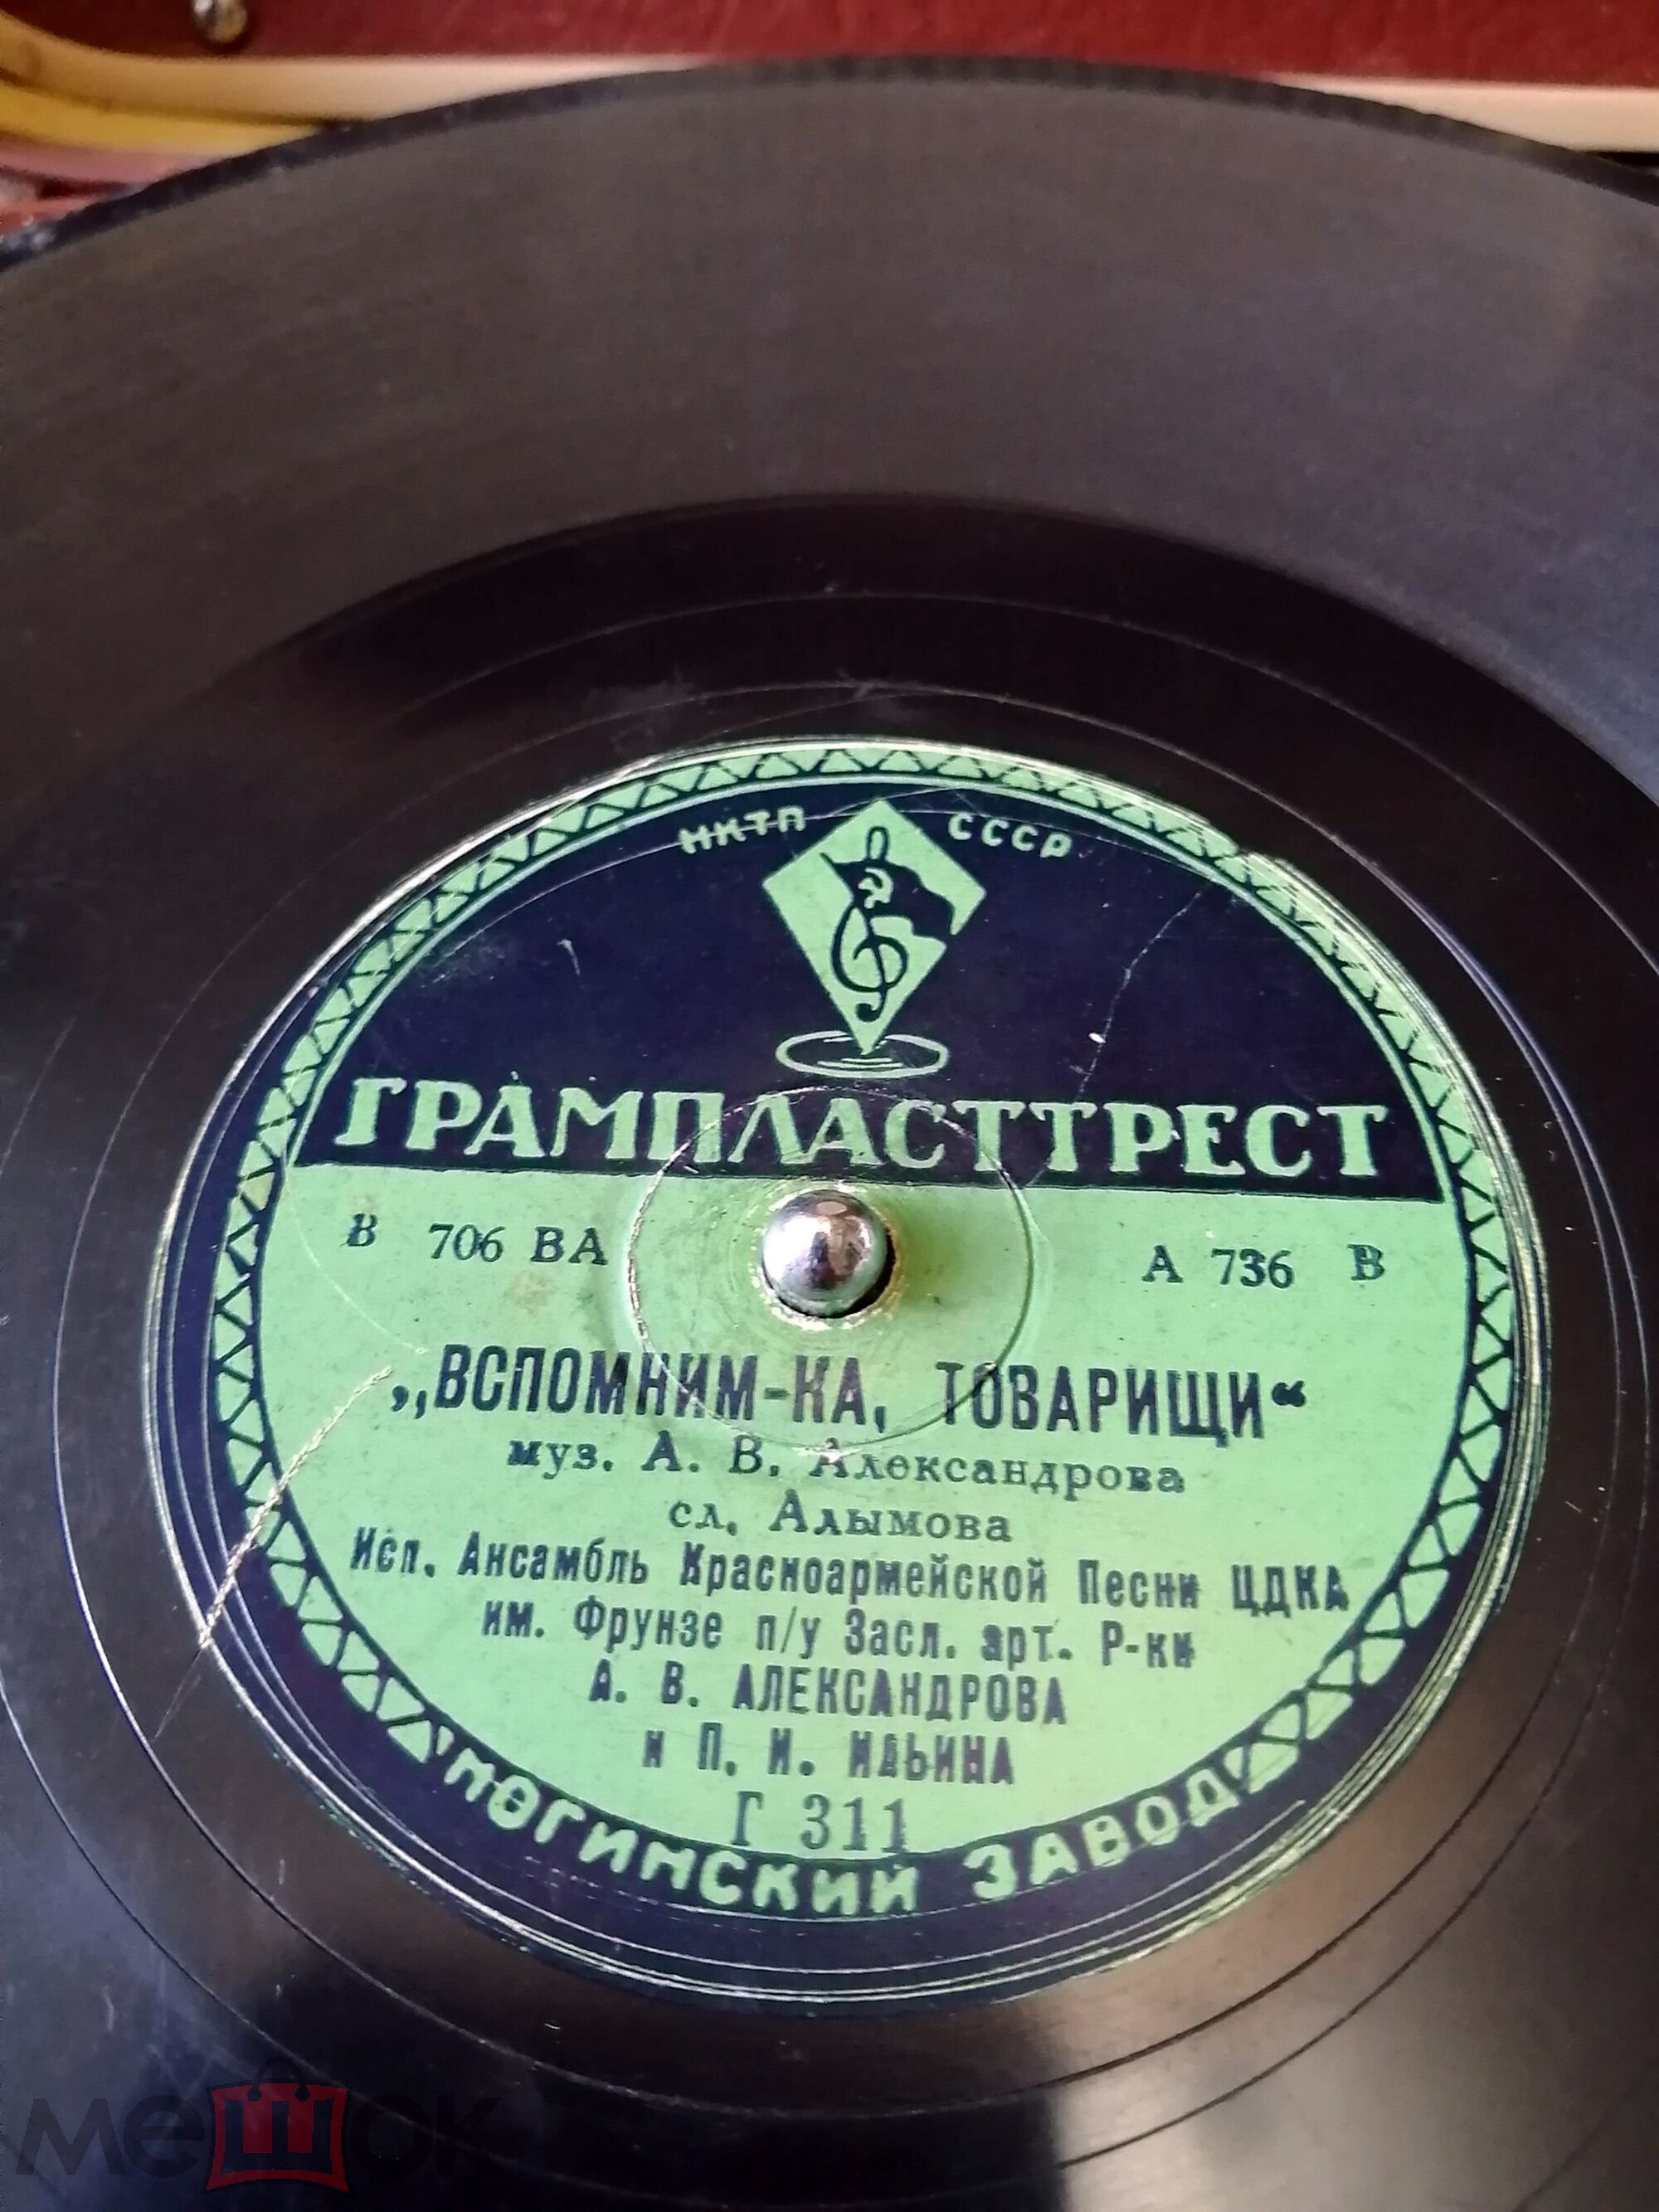 НКТП СССР
ГРАМПЛАСТТРЕСТ
В 706 ВА А 736 В
„ВСПОМНИМ-КА, ТОВАРИЩИ“
муз. А. В. Александрова
сл. Алымова
Исп. Ансамбль Красноармейской Песни ЦДКА
им. Фрунзе п/у Засл. арт. Р-ки
А. В. АЛЕКСАНДРОВА
и П. И. ИЛЬИНА
Г 311
НОГИНСКИЙ ЗАВОД
мешок